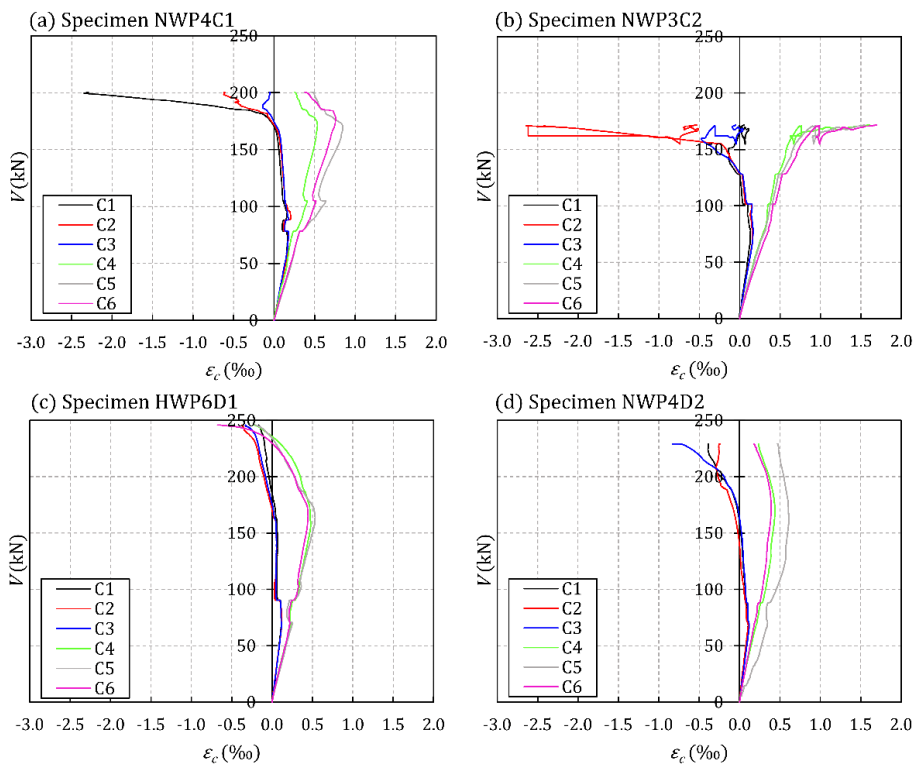 (a) Specimen NWP4C1
250
200
150
100
50
0
V (kN)
C1
C2
C3
C4
C5
C6
-3.0 -2.5 -2.0 -1.5 -1.0 -0.5 0.0 0.5 1.0 1.5 2.0
εc (‰)
(b) Specimen NWP3C2
250
200
150
100
50
0
V (kN)
C1
C2
C3
C4
C5
C6
-3.0 -2.5 -2.0 -1.5 -1.0 -0.5 0.0 0.5 1.0 1.5 2.0
εc (‰)
(c) Specimen HWP6D1
250
200
150
100
50
0
V (kN)
C1
C2
C3
C4
C5
C6
-3.0 -2.5 -2.0 -1.5 -1.0 -0.5 0.0 0.5 1.0 1.5 2.0
εc (‰)
(d) Specimen NWP4D2
250
200
150
100
50
0
V (kN)
C1
C2
C3
C4
C5
C6
-3.0 -2.5 -2.0 -1.5 -1.0 -0.5 0.0 0.5 1.0 1.5 2.0
εc (‰)